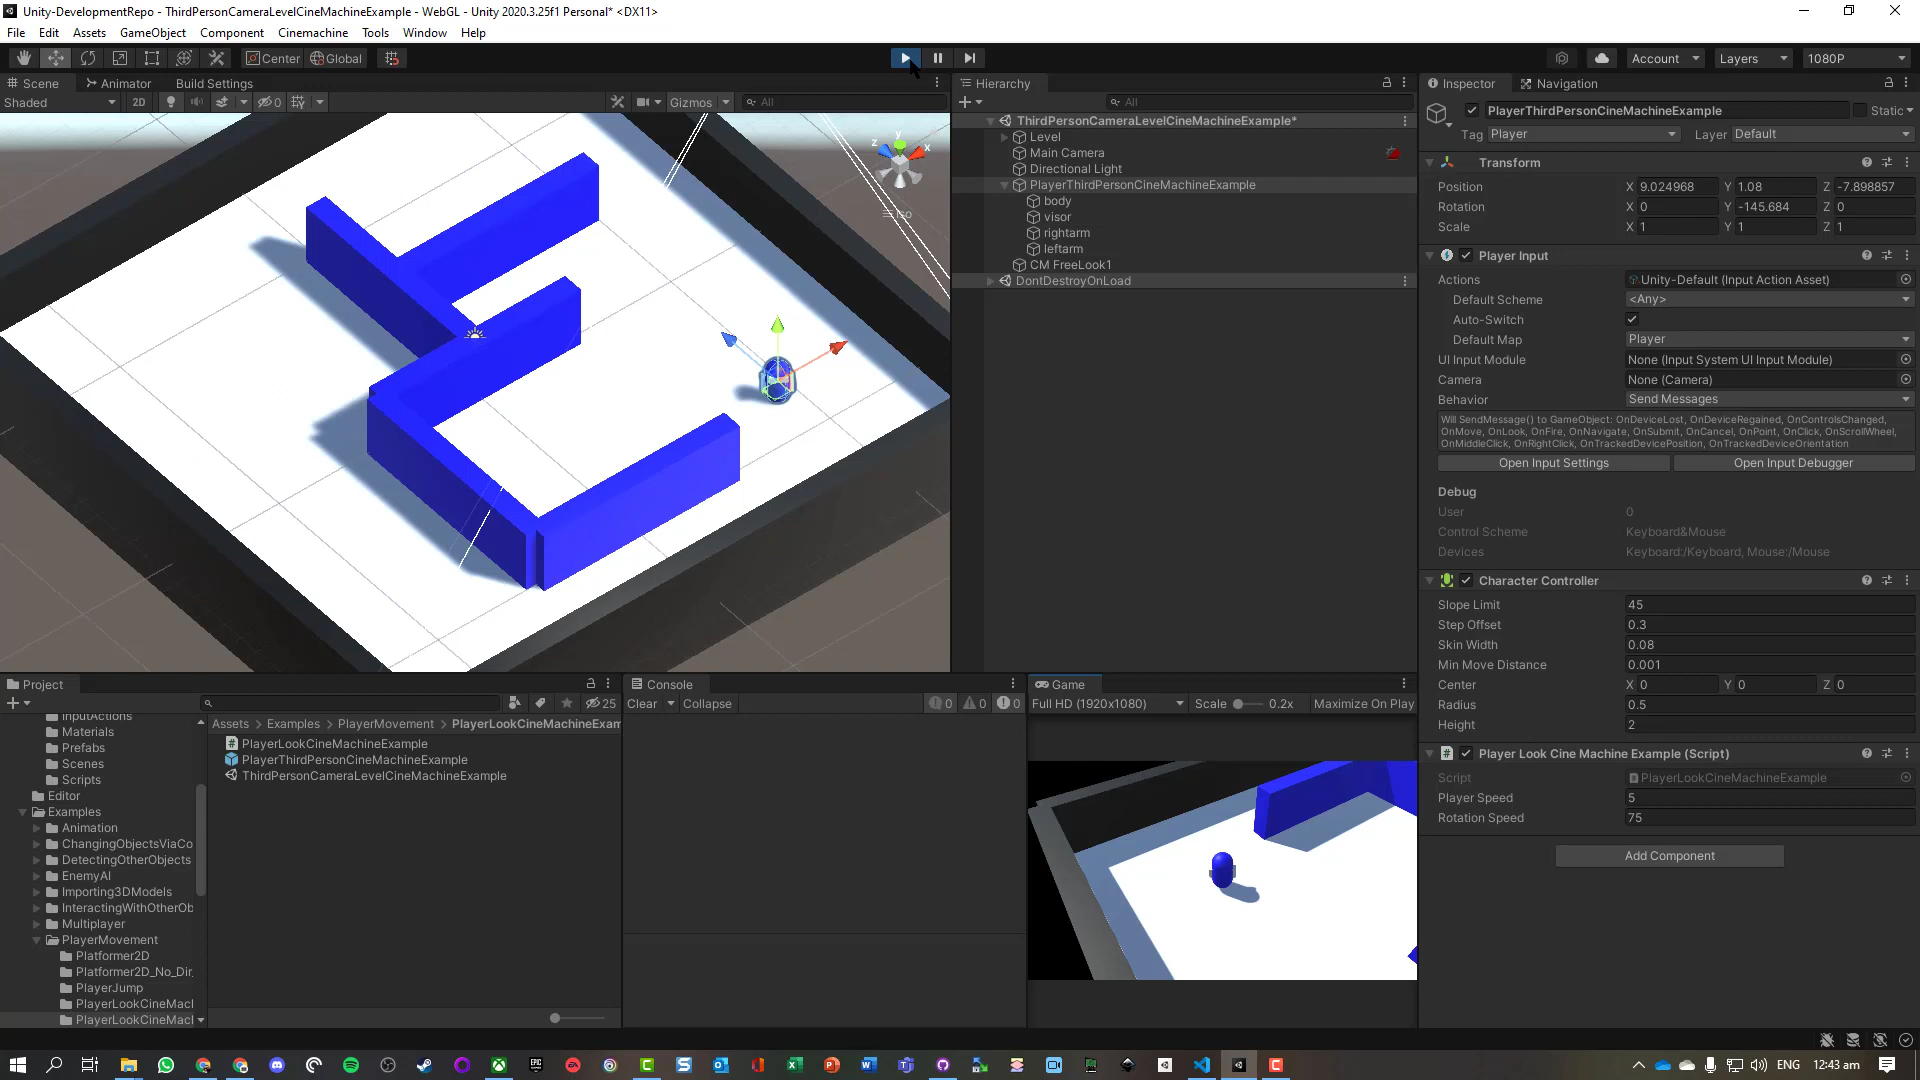 Unity-DevelopmentRepo - ThirdPersonCameraLevelCineMachineExample - WebGL - Unity 2020.3.25f1 Personal* <DX11>
File Edit Assets GameObject Component Cinemachine Tools Window Help
Center Global Account Layers 1080P
Scene Animator Build Settings
Shaded 2D 0 Gizmos All
z y x
Iso
Hierarchy
All
ThirdPersonCameraLevelCineMachineExample*
Level
Main Camera
Directional Light
PlayerThirdPersonCineMachineExample
body
visor
rightarm
leftarm
CM FreeLook1
DontDestroyOnLoad
Inspector Navigation
PlayerThirdPersonCineMachineExample Static
Tag Player Layer Default
Transform
Position X 9.024968 Y 1.08 Z -7.898857
Rotation X 0 Y -145.684 Z 0
Scale X 1 Y 1 Z 1
Player Input
Actions Unity-Default (Input Action Asset)
Default Scheme <Any>
Auto-Switch
Default Map Player
UI Input Module None (Input System UI Input Module)
Camera None (Camera)
Behavior Send Messages
Will SendMessage() to GameObject: OnDeviceLost, OnDeviceRegained, OnControlsChanged,
OnMove, OnLook, OnFire, OnNavigate, OnSubmit, OnCancel, OnPoint, OnClick, OnScrollWheel,
OnMiddleClick, OnRightClick, OnTrackedDevicePosition, OnTrackedDeviceOrientation
Open Input Settings Open Input Debugger
Debug
User 0
Control Scheme Keyboard&Mouse
Devices Keyboard:/Keyboard, Mouse:/Mouse
Character Controller
Slope Limit 45
Step Offset 0.3
Skin Width 0.08
Min Move Distance 0.001
Center X 0 Y 0 Z 0
Radius 0.5
Height 2
Player Look Cine Machine Example (Script)
Script PlayerLookCineMachineExample
Player Speed 5
Rotation Speed 75
Add Component
Project
25
InputActions
Materials
Prefabs
Scenes
Scripts
Editor
Examples
Animation
ChangingObjectsViaCo
DetectingOtherObjects
EnemyAI
Importing3DModels
InteractingWithOtherOb
Multiplayer
PlayerMovement
Platformer2D
Platformer2D_No_Dir
PlayerJump
PlayerLookCineMacl
PlayerLookCineMacl
Assets > Examples > PlayerMovement > PlayerLookCineMachineExam
PlayerLookCineMachineExample
PlayerThirdPersonCineMachineExample
ThirdPersonCameraLevelCineMachineExample
Console
Clear Collapse 0 0 0
Game
Full HD (1920x1080) Scale 0.2x Maximize On Play
EPIC
ENG 12:43 am